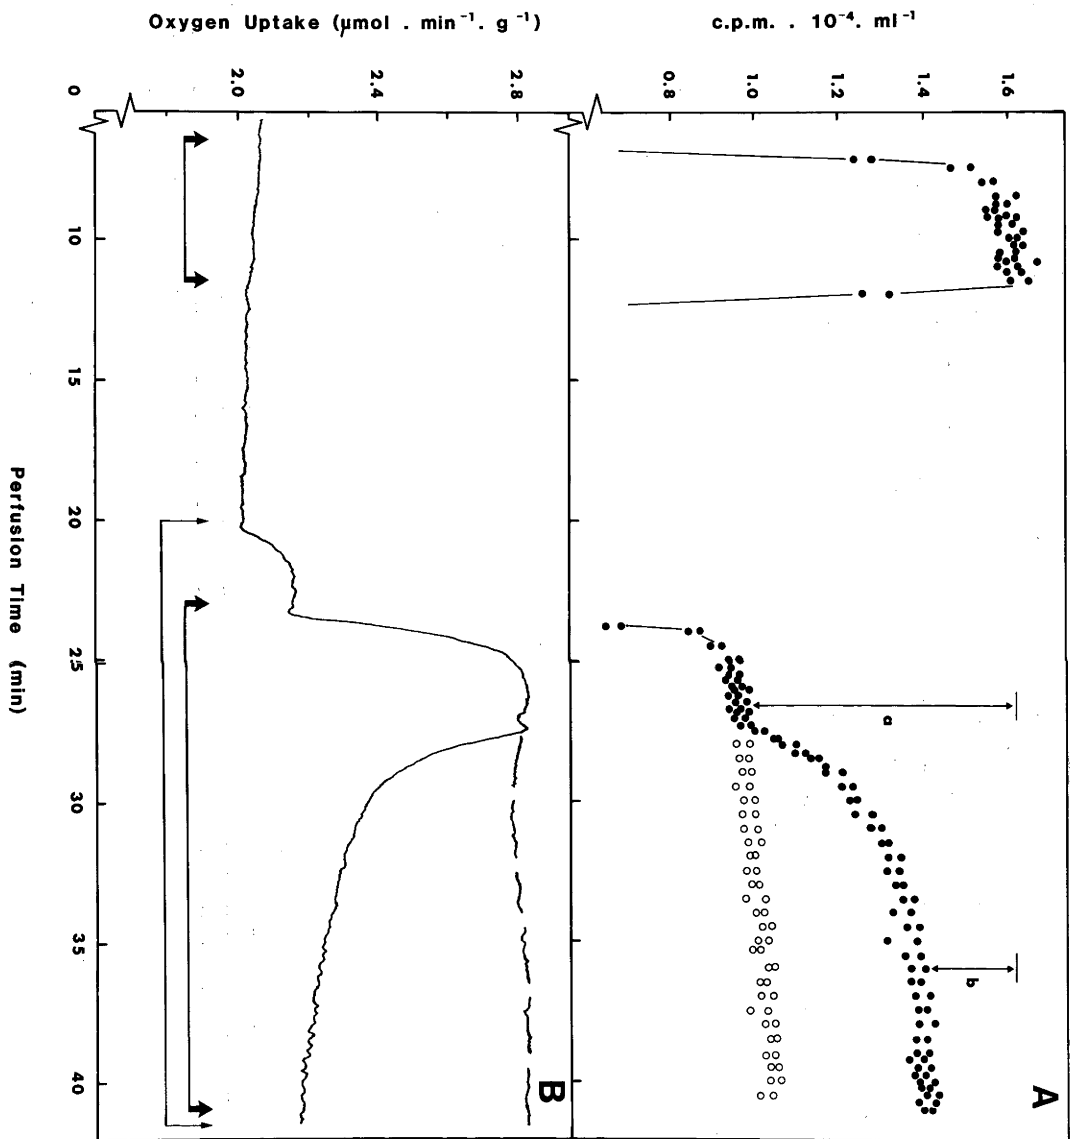 A
c.p.m. . 10⁻⁴. ml⁻¹
1.6
1.4
1.2
1.0
0.8
a
b
B
Oxygen Uptake (µmol . min⁻¹. g⁻¹)
2.8
2.4
2.0
0
10
15
20
25
30
35
40
Perfusion Time (min)